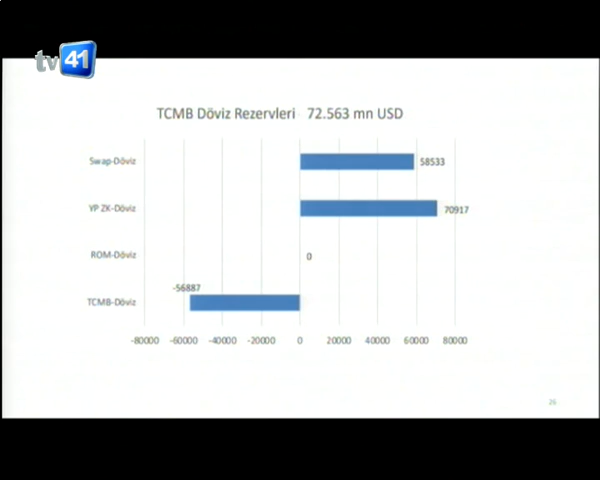 tv41
TCMB Döviz Rezervleri 72.563 mn USD
Swap-Döviz
58533
YP ZK-Döviz
70917
ROM-Döviz
0
-56887
TCMB-Döviz
-80000 -60000 -40000 -20000 0 20000 40000 60000 80000
26